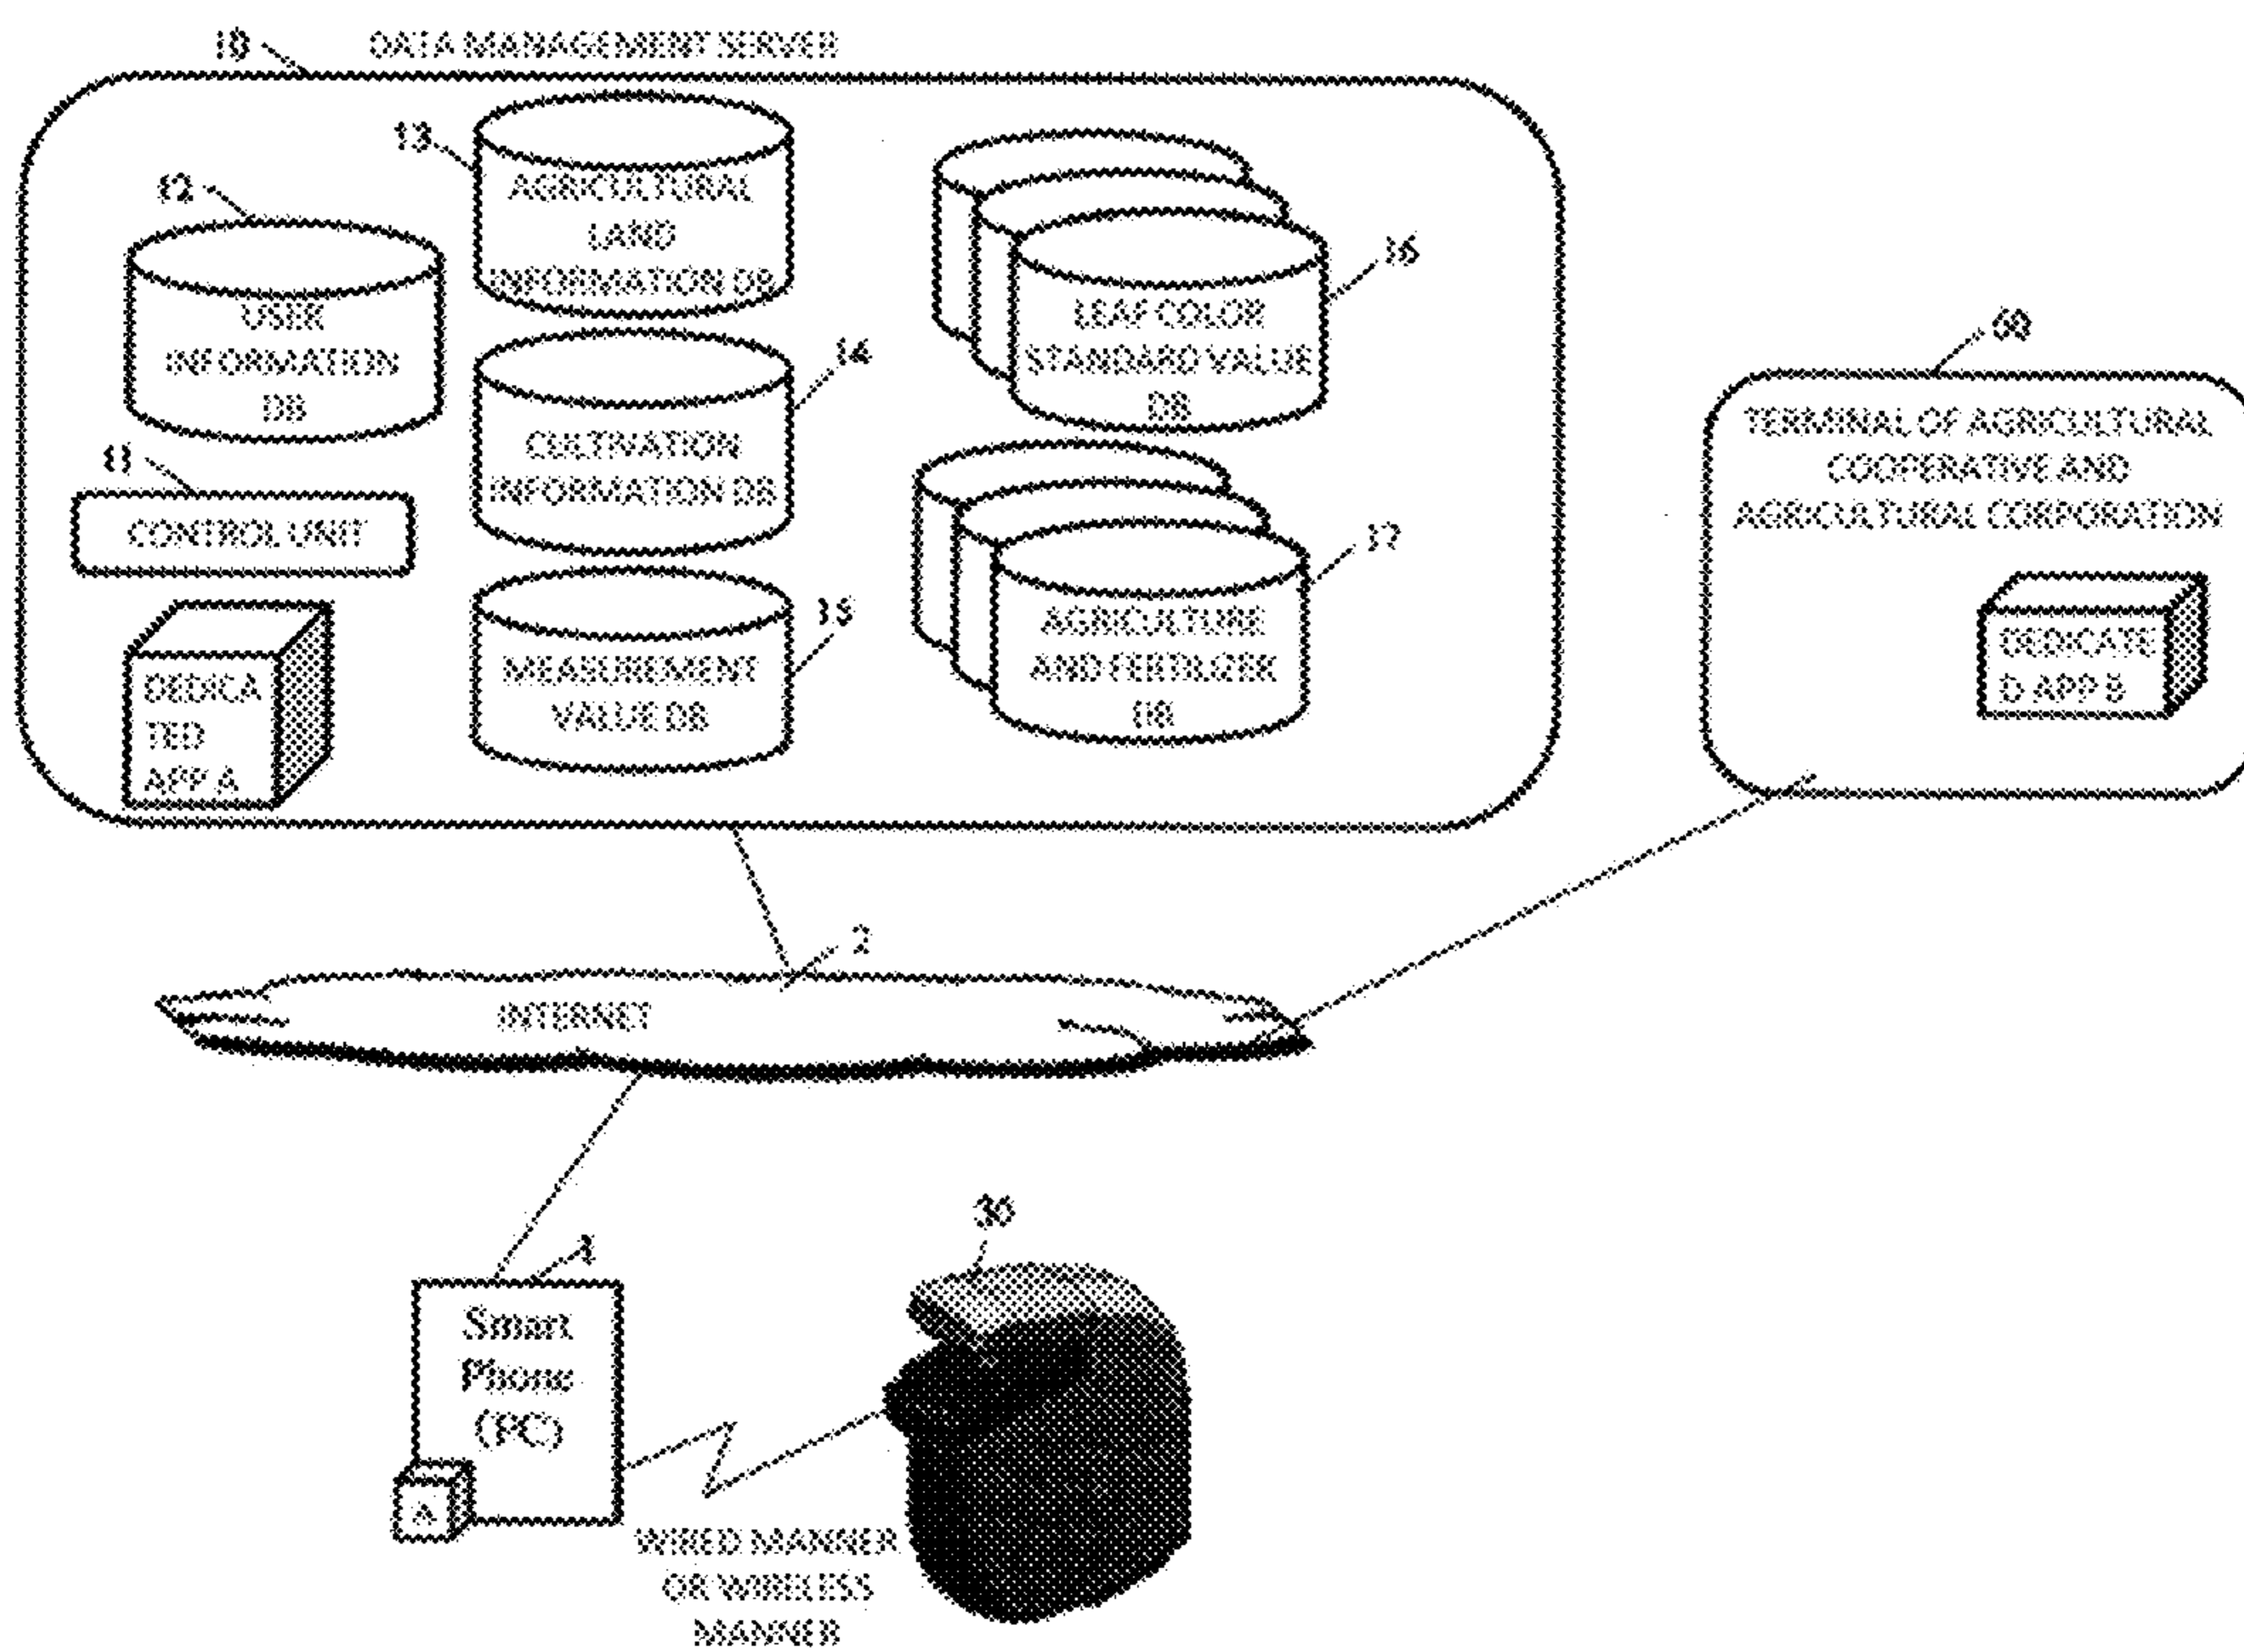 10 DATA MANAGEMENT SERVER
13
AGRICULTURAL
LAND
INFORMATION DB
12
USER
INFORMATION
DB
16
LEAF COLOR
STANDARD VALUE
DB
14
CULTIVATION
INFORMATION DB
11
CONTROL UNIT
17
AGRICULTURE
AND FERTILIZER
DB
15
MEASUREMENT
VALUE DB
DEDICA
TED
APP A
60
TERMINAL OF AGRICULTURAL
COOPERATIVE AND
AGRICULTURAL CORPORATION
DEDICATE
D APP B
2
INTERNET
Smart
Phone
(PC)
A
30
WIRED MANNER
OR WIRELESS
MANNER